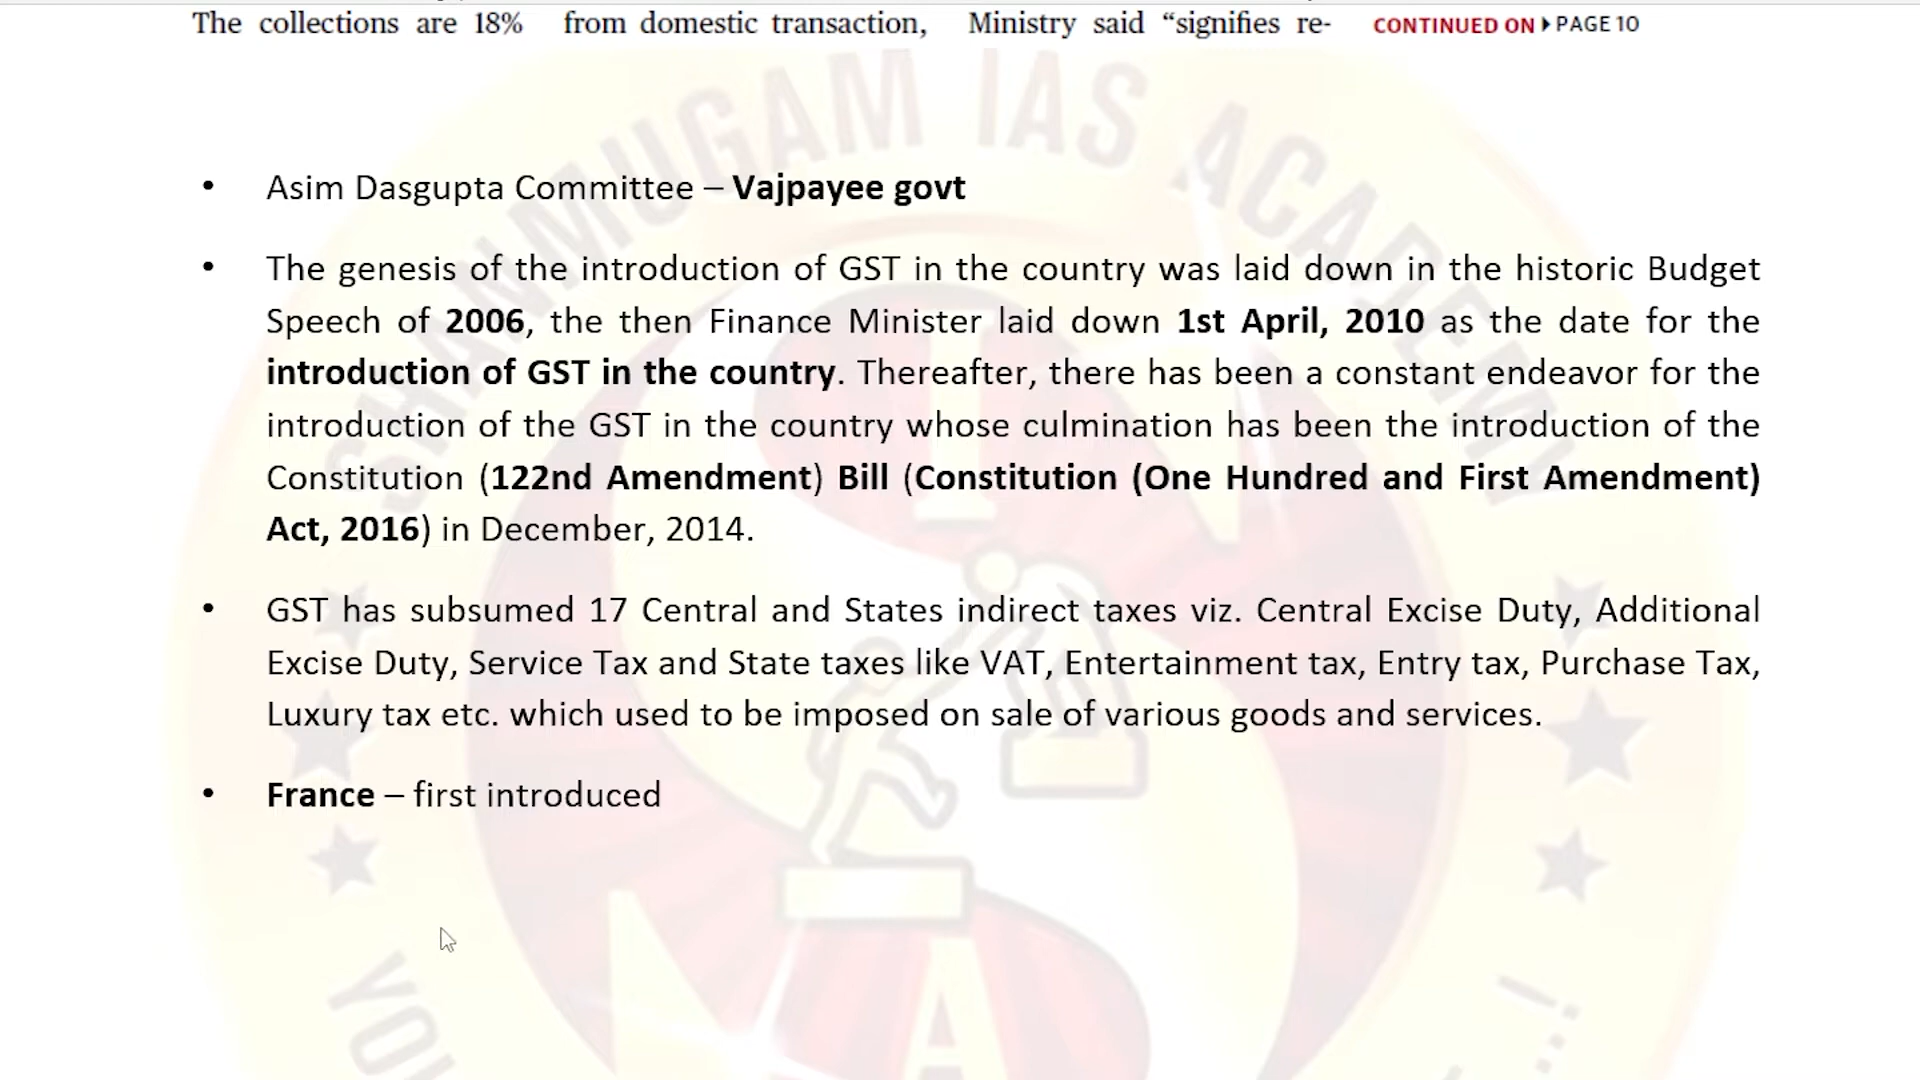 The collections are 18% from domestic transaction, Ministry said “signifies re- CONTINUED ON PAGE 10
SHANMUGAM IAS ACADEMY
• Asim Dasgupta Committee – Vajpayee govt
• The genesis of the introduction of GST in the country was laid down in the historic Budget
Speech of 2006, the then Finance Minister laid down 1st April, 2010 as the date for the
introduction of GST in the country. Thereafter, there has been a constant endeavor for the
introduction of the GST in the country whose culmination has been the introduction of the
Constitution (122nd Amendment) Bill (Constitution (One Hundred and First Amendment)
Act, 2016) in December, 2014.
• GST has subsumed 17 Central and States indirect taxes viz. Central Excise Duty, Additional
Excise Duty, Service Tax and State taxes like VAT, Entertainment tax, Entry tax, Purchase Tax,
Luxury tax etc. which used to be imposed on sale of various goods and services.
• France – first introduced